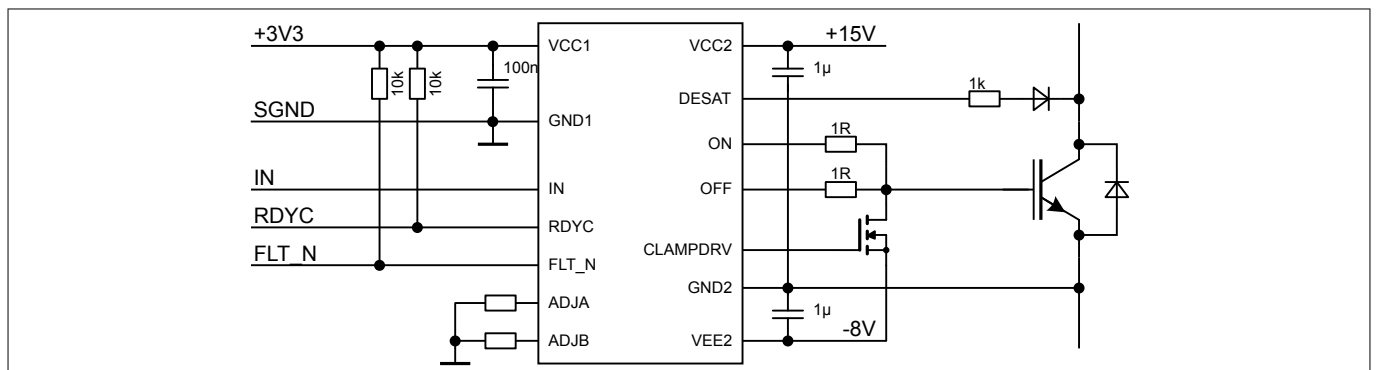 +3V3
VCC1
VCC2
+15V
10k
10k
100n
1µ
1k
DESAT
SGND
GND1
ON
1R
IN
IN
OFF
1R
RDYC
RDYC
CLAMPDRV
FLT_N
FLT_N
GND2
ADJA
1µ
-8V
ADJB
VEE2